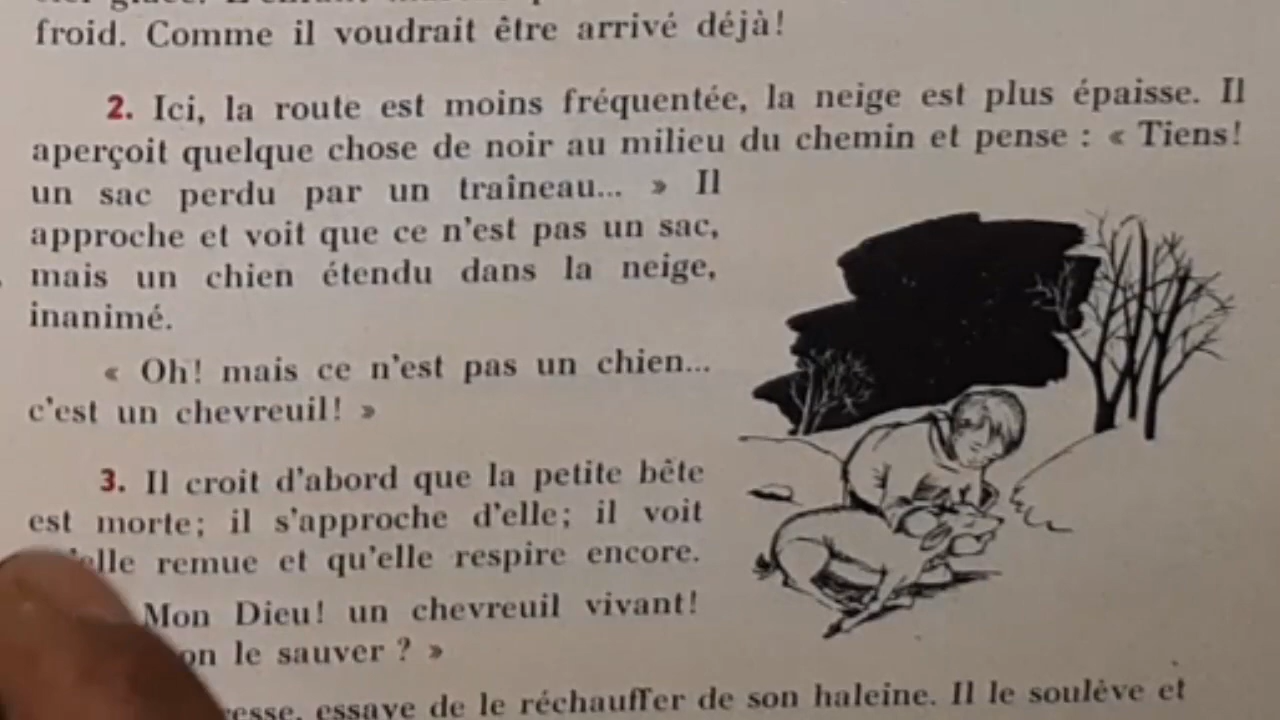 froid. Comme il voudrait être arrivé déjà!
2. Ici, la route est moins fréquentée, la neige est plus épaisse. Il
aperçoit quelque chose de noir au milieu du chemin et pense : « Tiens!
un sac perdu par un traîneau... » Il
approche et voit que ce n'est pas un sac,
mais un chien étendu dans la neige,
inanimé.
« Oh! mais ce n'est pas un chien...
c'est un chevreuil! »
3. Il croit d'abord que la petite bête
est morte; il s'approche d'elle; il voit
remue et qu'elle respire encore.
Mon Dieu! un chevreuil vivant!
le sauver ? »
essaye de le réchauffer de son haleine. Il le soulève et